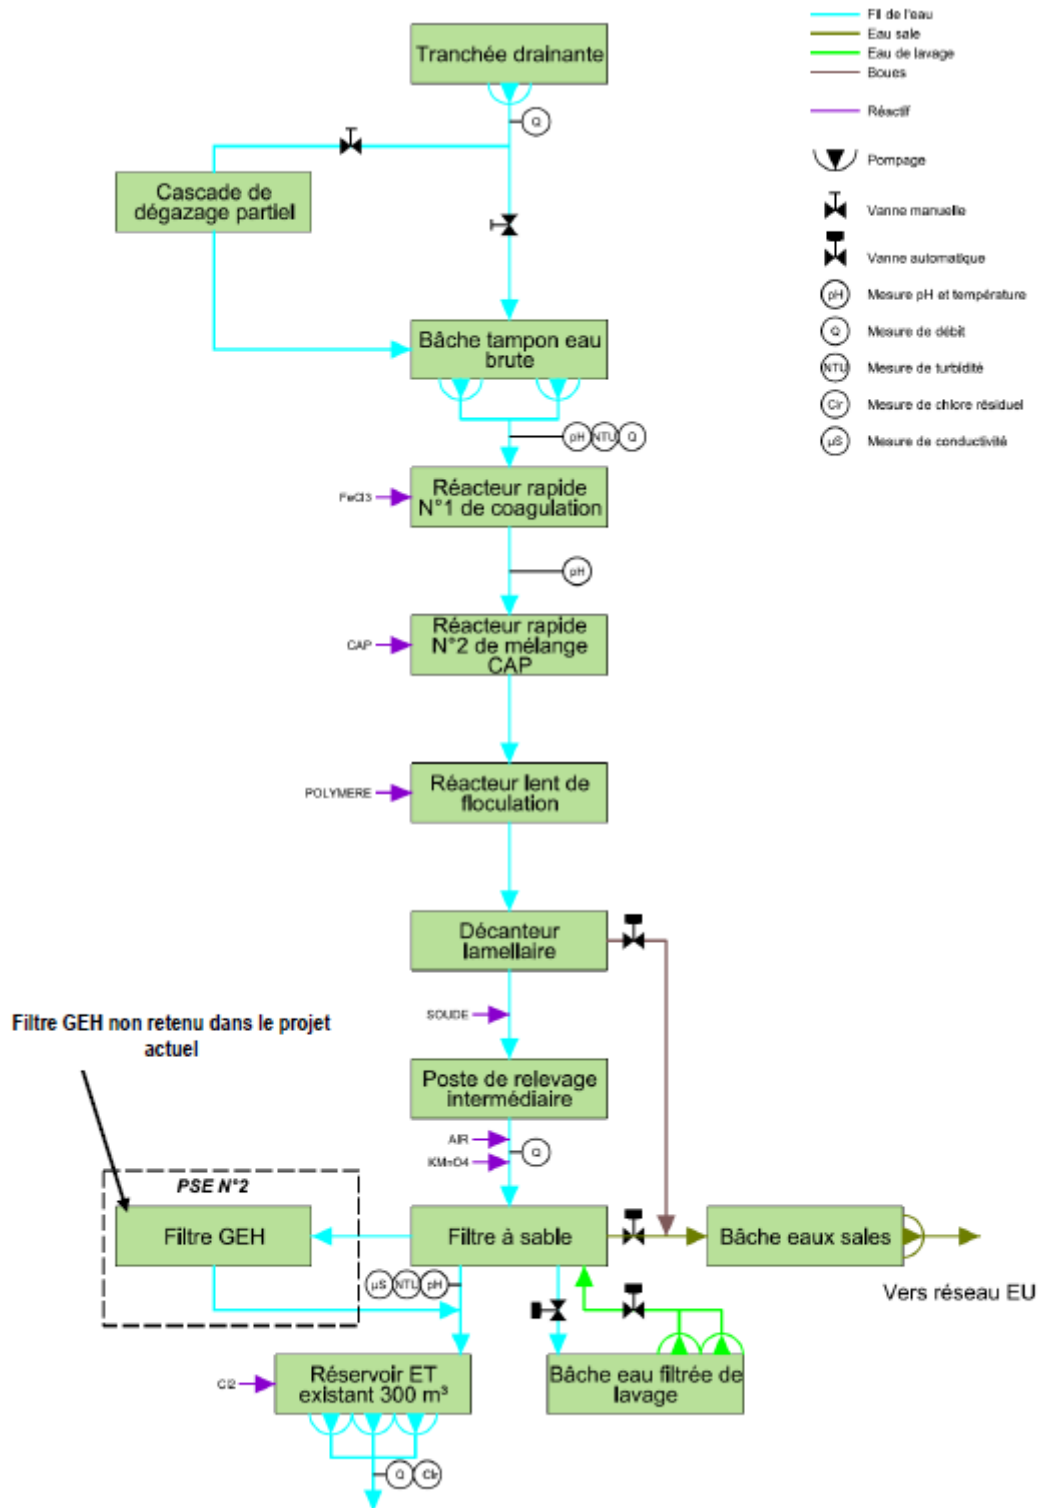 Fil de l'eau
Eau sale
Eau de lavage
Boues
Réactif
Pompage
Vanne manuelle
Vanne automatique
pH
Mesure pH et température
Q
Mesure de débit
NTU
Mesure de turbidité
Clr
Mesure de chlore résiduel
µS
Mesure de conductivité
Tranchée drainante
Q
Cascade de
dégazage partiel
Bâche tampon eau
brute
pH NTU Q
Réacteur rapide
N°1 de coagulation
FeCl3
pH
Réacteur rapide
N°2 de mélange
CAP
CAP
Réacteur lent de
floculation
POLYMERE
Décanteur
lamellaire
SOUDE
Filtre GEH non retenu dans le projet
actuel
Poste de relevage
intermédiaire
AIR
KMnO4
Q
PSE N°2
Filtre GEH
Filtre à sable
Bâche eaux sales
Vers réseau EU
µS NTU pH
Réservoir ET
existant 300 m³
Cl2
Bâche eau filtrée de
lavage
Q Clr